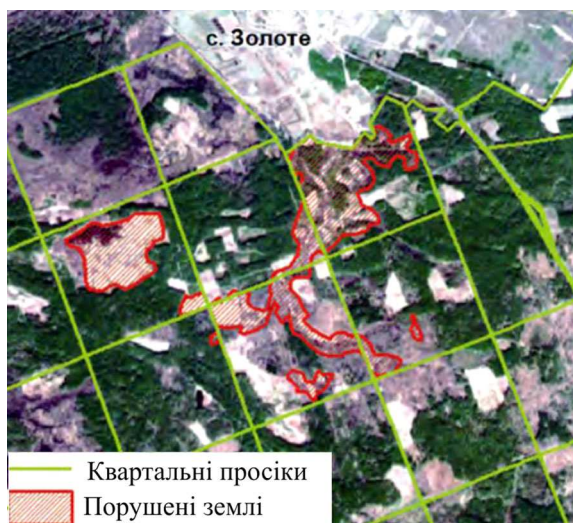 с. Золоте
Квартальні просіки
Порушені землі